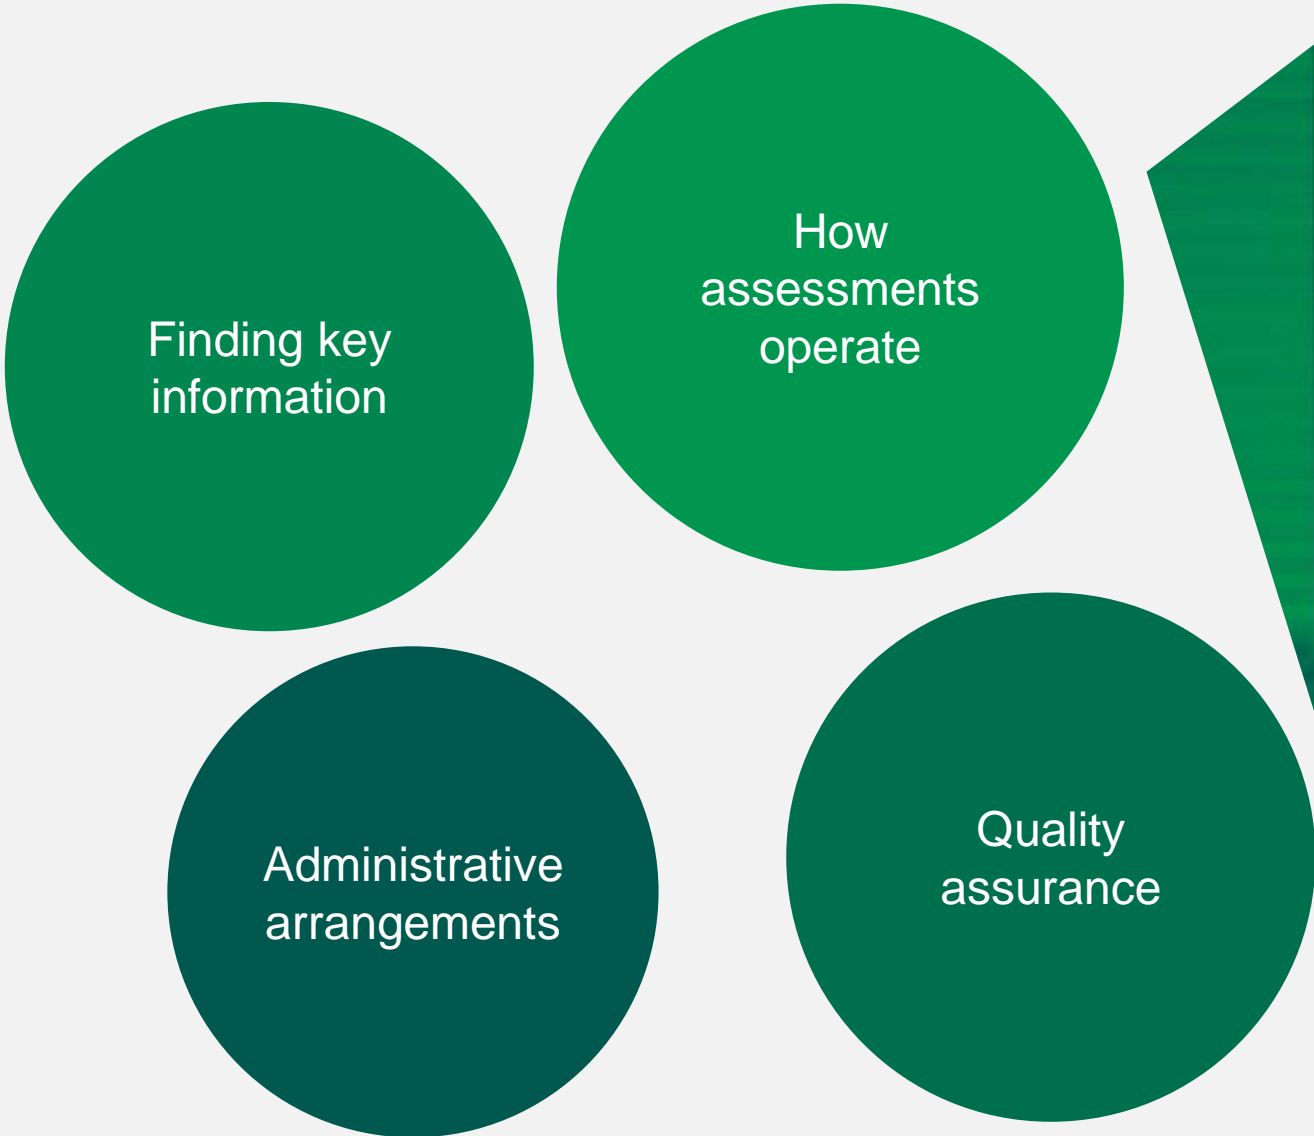 Finding key
information
How
assessments
operate
Administrative
arrangements
Quality
assurance